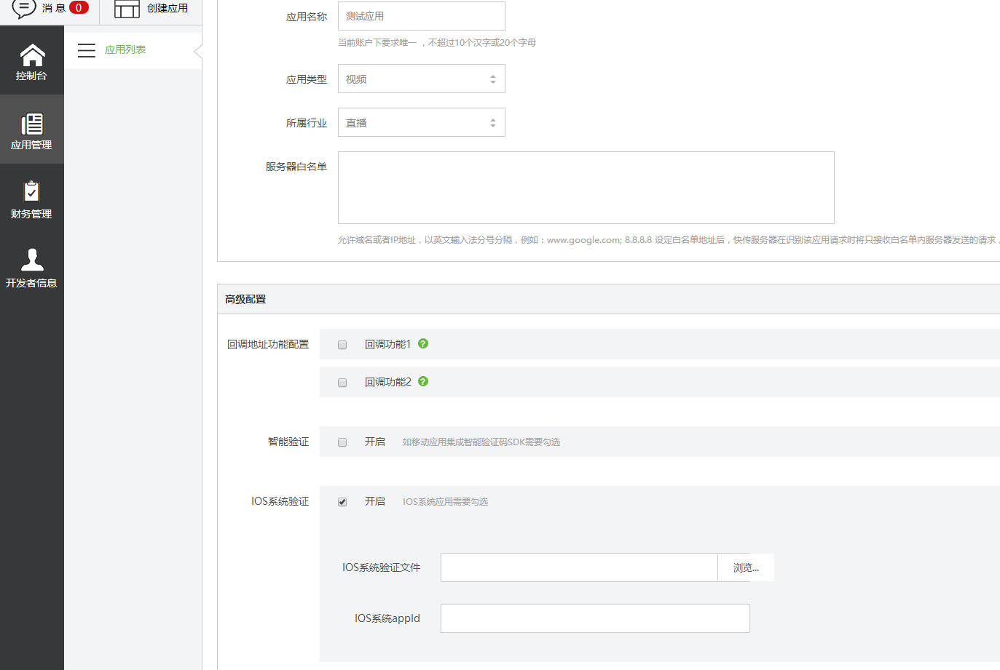 消 息 0
创建应用
控制台
应用管理
财务管理
开发者信息
应用列表
应用名称 测试应用
当前账户下要求唯一 ，不超过10个汉字或20个字母
应用类型 视频
所属行业 直播
服务器白名单
允许域名或者IP地址，以英文输入法分号分隔，例如：www.google.com; 8.8.8.8 设定白名单地址后，快传服务器在识别该应用请求时将只接收白名单内服务器发送的请求，
高级配置
回调地址功能配置 回调功能1 ?
回调功能2 ?
智能验证 开启 如移动应用集成智能验证码SDK需要勾选
IOS系统验证 开启 IOS系统应用需要勾选
IOS系统验证文件 浏览...
IOS系统appId